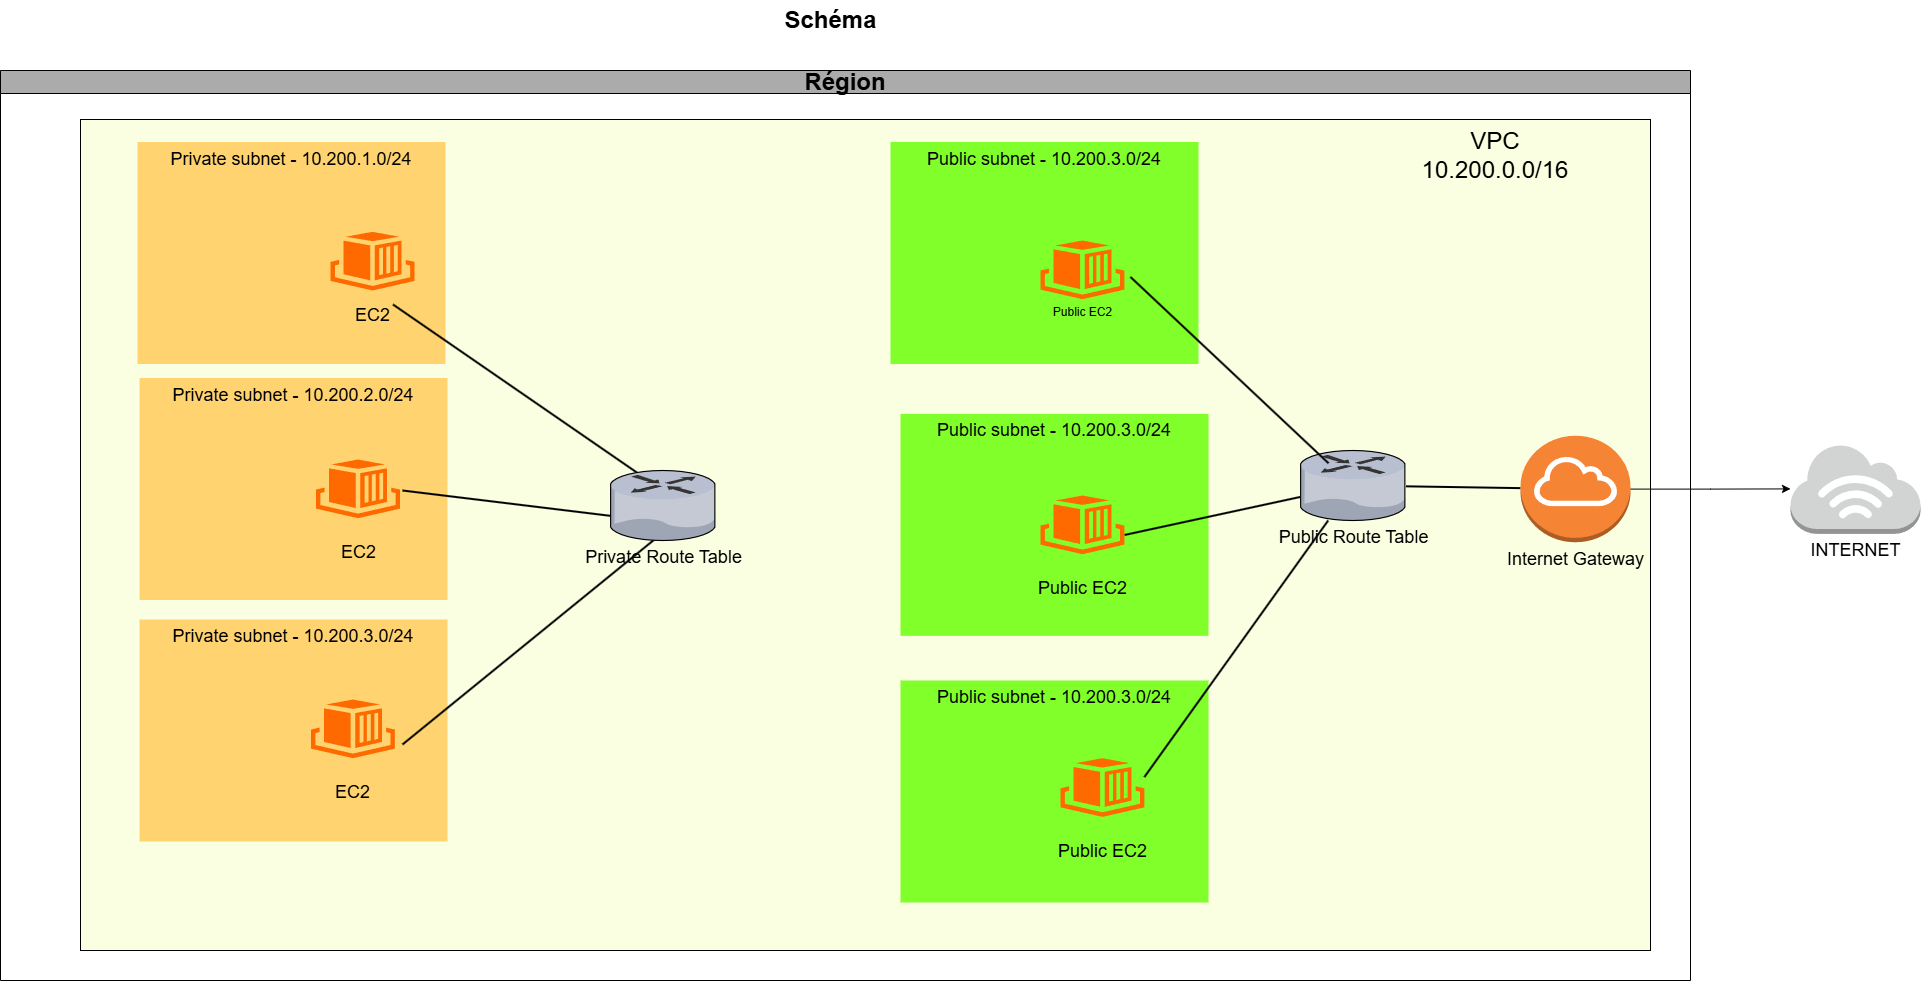 Schéma
Région
VPC
10.200.0.0/16
Private subnet - 10.200.1.0/24
EC2
Private subnet - 10.200.2.0/24
EC2
Private subnet - 10.200.3.0/24
EC2
Private Route Table
Public subnet - 10.200.3.0/24
Public EC2
Public subnet - 10.200.3.0/24
Public EC2
Public subnet - 10.200.3.0/24
Public EC2
Public Route Table
Internet Gateway
INTERNET